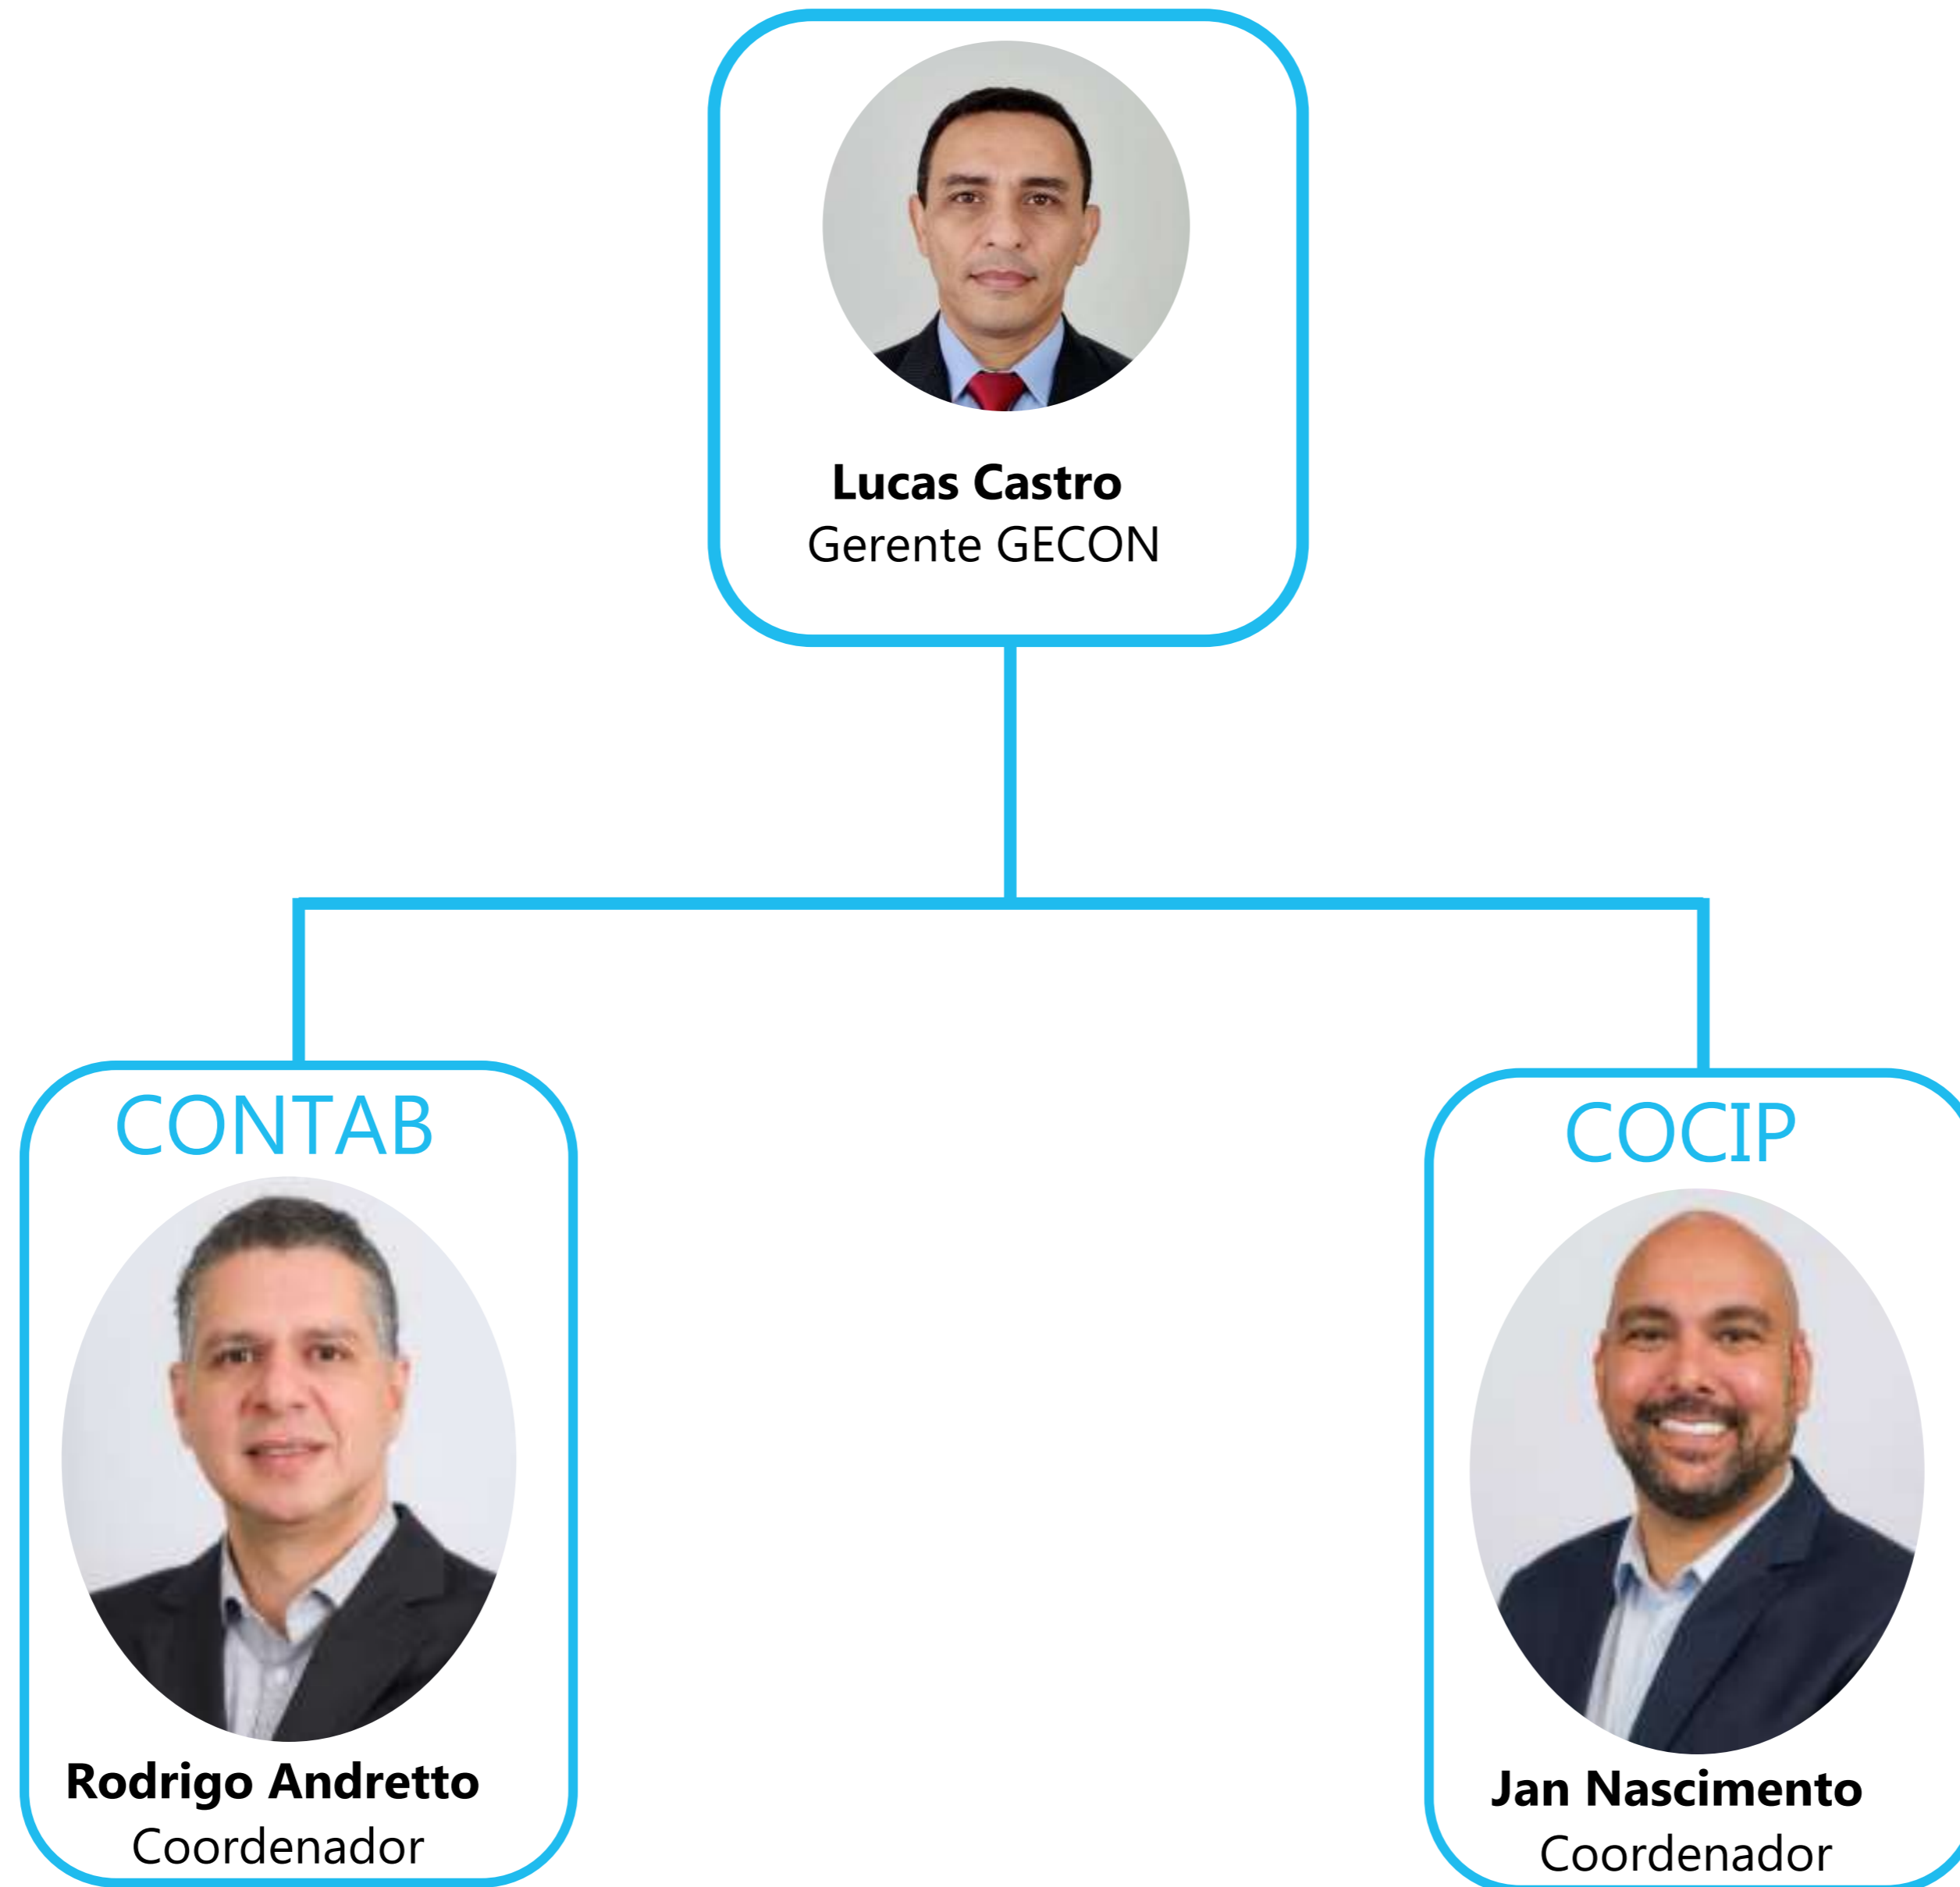 Lucas Castro
Gerente GECON
CONTAB
Rodrigo Andretto
Coordenador
COCIP
Jan Nascimento
Coordenador